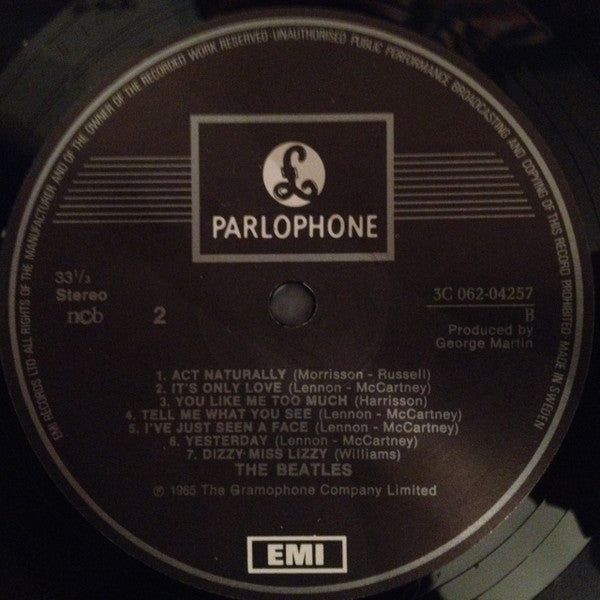 EMI RECORDS LTD ALL RIGHTS OF THE MANUFACTURER AND OF THE OWNER OF THE RECORDED WORK RESERVED·UNAUTHORISED PUBLIC PERFORMANCE BROADCASTING AND COPYING OF THIS RECORD PROHIBITED MADE IN SWEDEN
£
PARLOPHONE
33⅓
Stereo
ncb 2
3C 062-04257
B
Produced by
George Martin
1. ACT NATURALLY (Morrisson - Russell)
2. IT'S ONLY LOVE (Lennon - McCartney)
3. YOU LIKE ME TOO MUCH (Harrisson)
4. TELL ME WHAT YOU SEE (Lennon - McCartney)
5. I'VE JUST SEEN A FACE (Lennon - McCartney)
6. YESTERDAY (Lennon - McCartney)
7. DIZZY MISS LIZZY (Williams)
THE BEATLES
℗ 1965 The Gramophone Company Limited
EMI